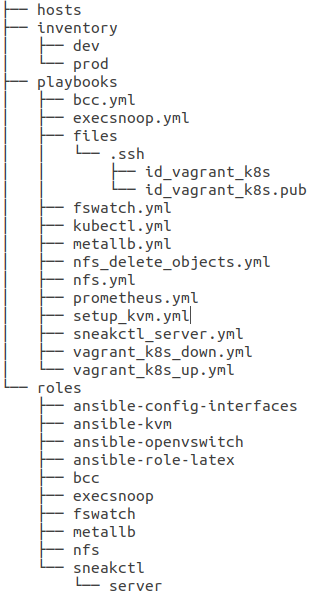 ├── hosts
├── inventory
│   ├── dev
│   └── prod
├── playbooks
│   ├── bcc.yml
│   ├── execsnoop.yml
│   ├── files
│   │   └── .ssh
│   │       ├── id_vagrant_k8s
│   │       └── id_vagrant_k8s.pub
│   ├── fswatch.yml
│   ├── kubectl.yml
│   ├── metallb.yml
│   ├── nfs_delete_objects.yml
│   ├── nfs.yml
│   ├── prometheus.yml
│   ├── setup_kvm.yml
│   ├── sneakctl_server.yml
│   ├── vagrant_k8s_down.yml
│   └── vagrant_k8s_up.yml
└── roles
    ├── ansible-config-interfaces
    ├── ansible-kvm
    ├── ansible-openvswitch
    ├── ansible-role-latex
    ├── bcc
    ├── execsnoop
    ├── fswatch
    ├── metallb
    ├── nfs
    └── sneakctl
        └── server